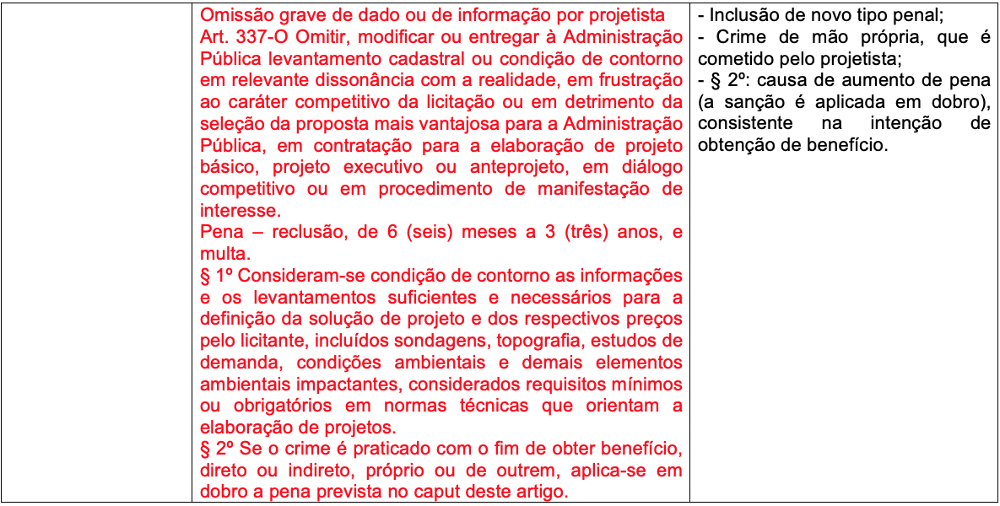 Omissão grave de dado ou de informação por projetista
Art. 337-O Omitir, modificar ou entregar à Administração
Pública levantamento cadastral ou condição de contorno
em relevante dissonância com a realidade, em frustração
ao caráter competitivo da licitação ou em detrimento da
seleção da proposta mais vantajosa para a Administração
Pública, em contratação para a elaboração de projeto
básico, projeto executivo ou anteprojeto, em diálogo
competitivo ou em procedimento de manifestação de
interesse.
Pena – reclusão, de 6 (seis) meses a 3 (três) anos, e
multa.
§ 1º Consideram-se condição de contorno as informações
e os levantamentos suficientes e necessários para a
definição da solução de projeto e dos respectivos preços
pelo licitante, incluídos sondagens, topografia, estudos de
demanda, condições ambientais e demais elementos
ambientais impactantes, considerados requisitos mínimos
ou obrigatórios em normas técnicas que orientam a
elaboração de projetos.
§ 2º Se o crime é praticado com o fim de obter benefício,
direto ou indireto, próprio ou de outrem, aplica-se em
dobro a pena prevista no caput deste artigo.
- Inclusão de novo tipo penal;
- Crime de mão própria, que é
cometido pelo projetista;
- § 2º: causa de aumento de pena
(a sanção é aplicada em dobro),
consistente na intenção de
obtenção de benefício.